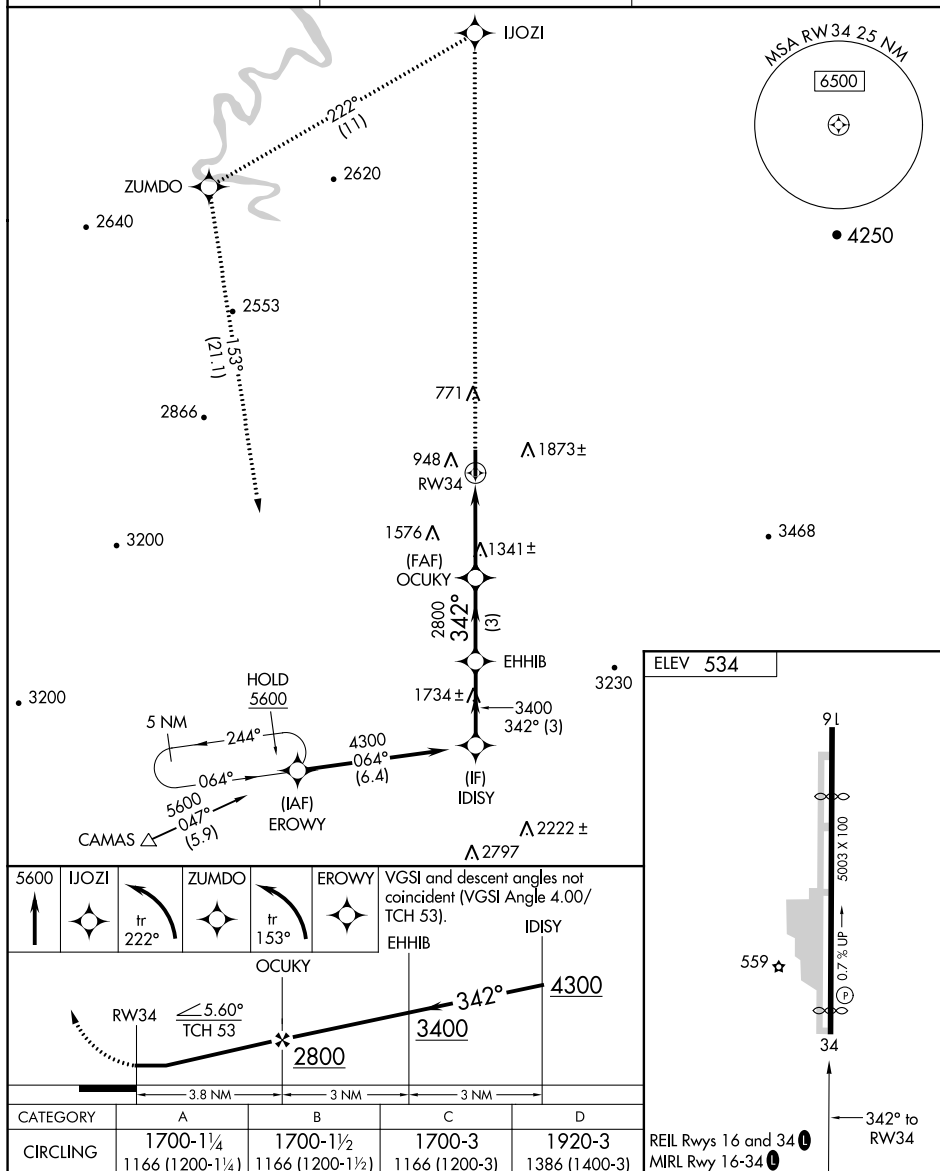 IJOZI
MSA RW34 25 NM
6500
222°
(11)
ZUMDO
2620
2640
4250
2553
153°
(21.1)
771
2866
948
1873±
RW34
1576
1341±
3468
3200
(FAF)
OCUKY
2800
342°
(3)
EHHIB
3230
ELEV 534
HOLD
5600
1734±
3400
342° (3)
3200
5 NM
244°
064°
4300
064°
(6.4)
(IF)
IDISY
(IAF)
EROWY
5600
047°
(5.9)
CAMAS
2222±
2797
16
5003 X 100
0.7 % UP
559
P
34
342° to
RW34
REIL Rwys 16 and 34 L
MIRL Rwy 16-34 L
5600
IJOZI
tr
222°
ZUMDO
tr
153°
EROWY
VGSI and descent angles not
coincident (VGSI Angle 4.00/
TCH 53).
EHHIB
IDISY
OCUKY
RW34
5.60°
TCH 53
342°
4300
3400
2800
3.8 NM
3 NM
3 NM
CATEGORY A B C D
CIRCLING
1700-1¼ 1700-1½ 1700-3 1920-3
1166 (1200-1¼) 1166 (1200-1½) 1166 (1200-3) 1386 (1400-3)